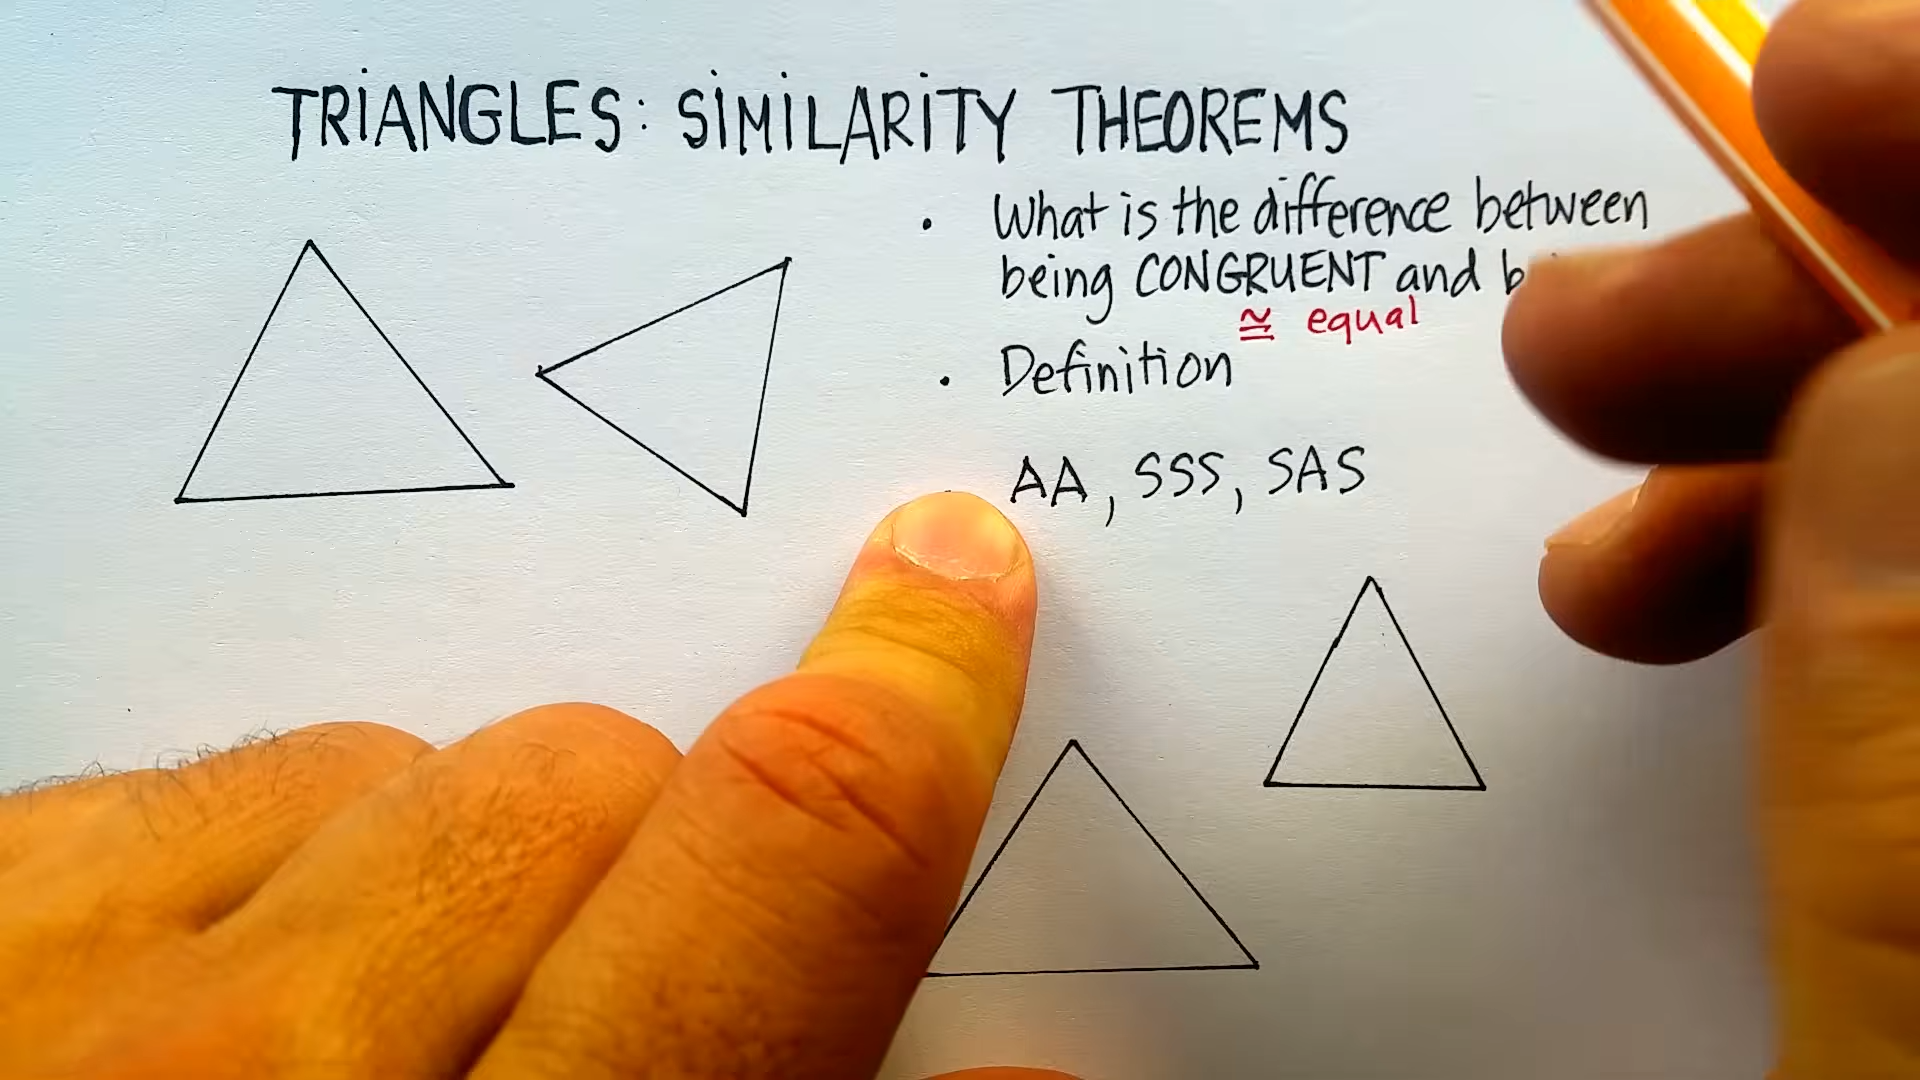 TRIANGLES: SIMILARITY THEOREMS
• What is the difference between
being CONGRUENT and
≅ equal
• Definition
AA, SSS, SAS